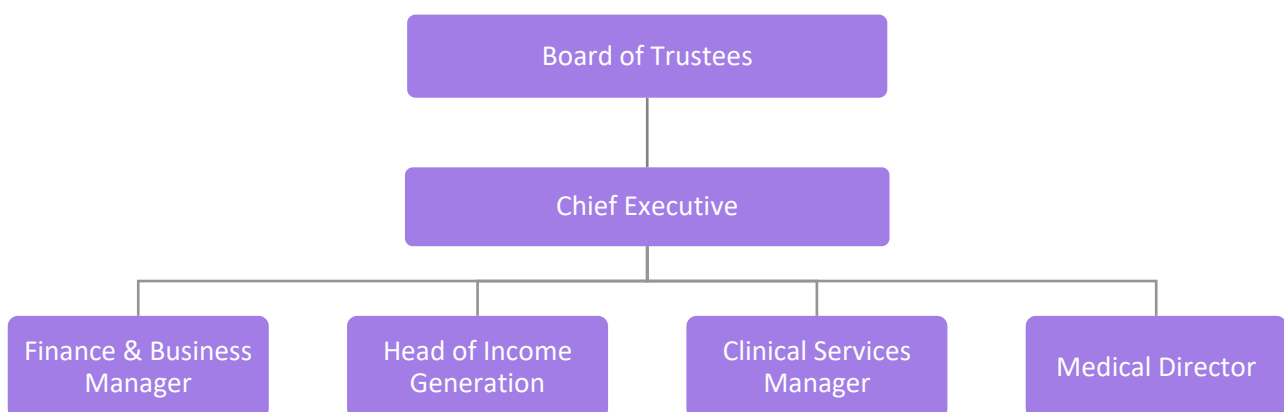 Board of Trustees
Chief Executive
Finance & Business
Manager
Head of Income
Generation
Clinical Services
Manager
Medical Director